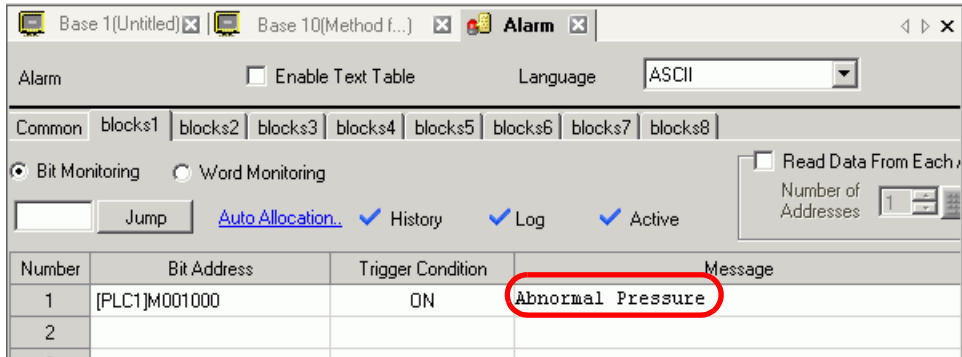 Base 1(Untitled) Base 10(Method f...) Alarm
Alarm Enable Text Table Language ASCII
Common blocks1 blocks2 blocks3 blocks4 blocks5 blocks6 blocks7 blocks8
Bit Monitoring Word Monitoring Read Data From Each
Jump Auto Allocation.. History Log Active Number of Addresses 1
Number Bit Address Trigger Condition Message
1 [PLC1]M001000 ON Abnormal Pressure
2